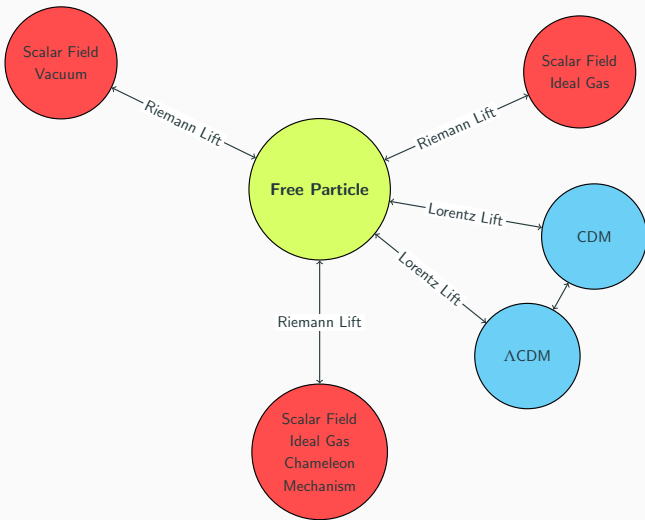 Scalar Field
Vacuum
Scalar Field
Ideal Gas
Riemann Lift
Riemann Lift
Free Particle
Lorentz Lift
CDM
Lorentz Lift
Riemann Lift
ΛCDM
Scalar Field
Ideal Gas
Chameleon
Mechanism